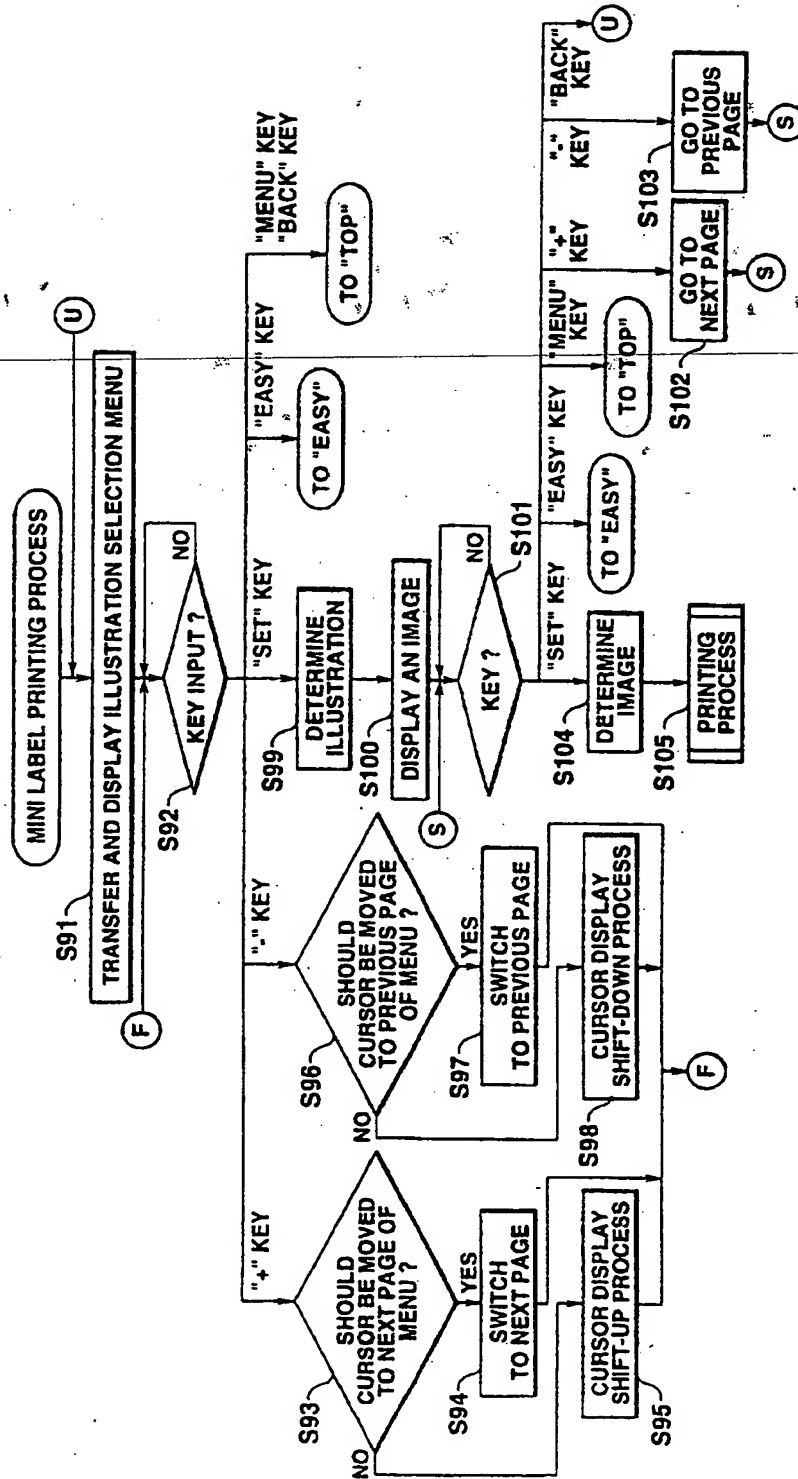 MINI LABEL PRINTING PROCESS
U
S91
TRANSFER AND DISPLAY ILLUSTRATION SELECTION MENU
F
S92
KEY INPUT ?
NO
"+" KEY
"-" KEY
"SET" KEY
"EASY" KEY
"MENU" KEY
"BACK" KEY
S93
SHOULD
CURSOR BE MOVED
TO NEXT PAGE OF
MENU ?
NO
YES
S94
SWITCH
TO NEXT PAGE
S95
CURSOR DISPLAY
SHIFT-UP PROCESS
S96
SHOULD
CURSOR BE MOVED
TO PREVIOUS PAGE
OF MENU ?
NO
YES
S97
SWITCH
TO PREVIOUS PAGE
S98
CURSOR DISPLAY
SHIFT-DOWN PROCESS
F
S99
DETERMINE
ILLUSTRATION
TO "EASY"
TO "TOP"
S100
DISPLAY AN IMAGE
S
KEY ?
NO
S101
"SET" KEY
"EASY" KEY
"MENU"
KEY
"+"
KEY
"-"
KEY
"BACK"
KEY
S104
DETERMINE
IMAGE
TO "EASY"
TO "TOP"
S102
GO TO
NEXT PAGE
S
S103
GO TO
PREVIOUS
PAGE
S
U
S105
PRINTING
PROCESS